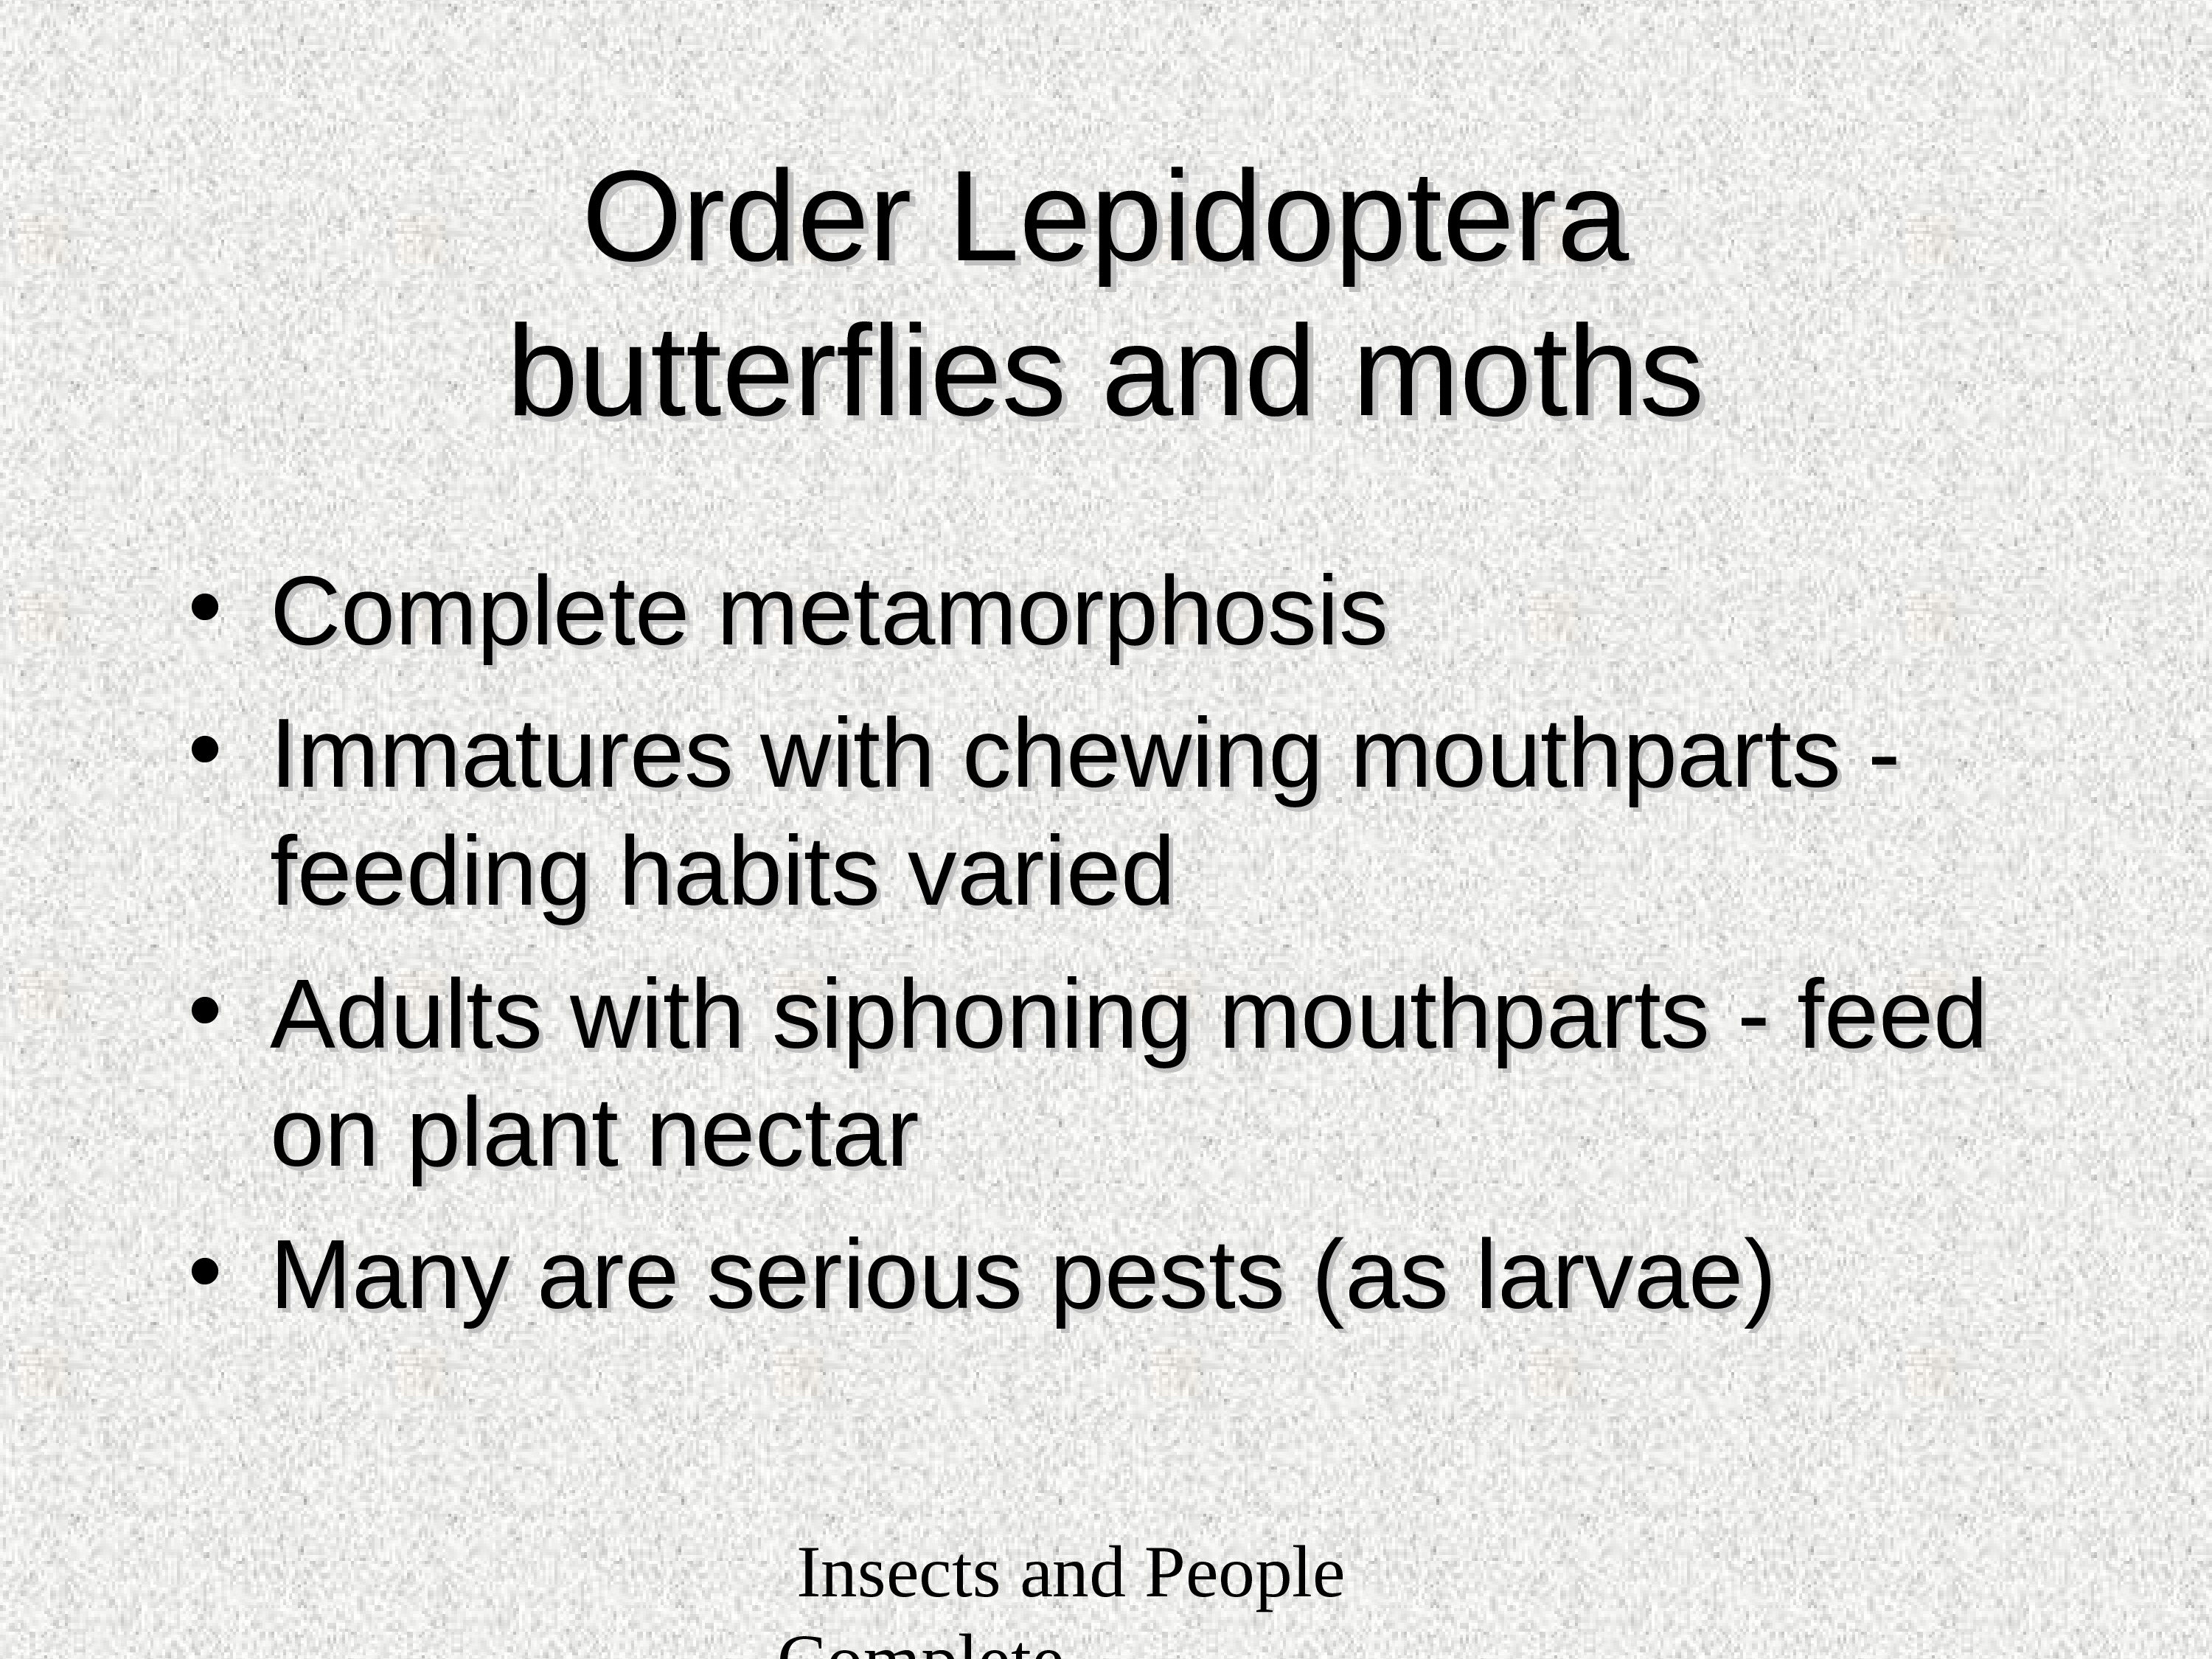 Order Lepidoptera
butterflies and moths
• Complete metamorphosis
• Immatures with chewing mouthparts -
feeding habits varied
• Adults with siphoning mouthparts - feed
on plant nectar
• Many are serious pests (as larvae)
Insects and People
Complete